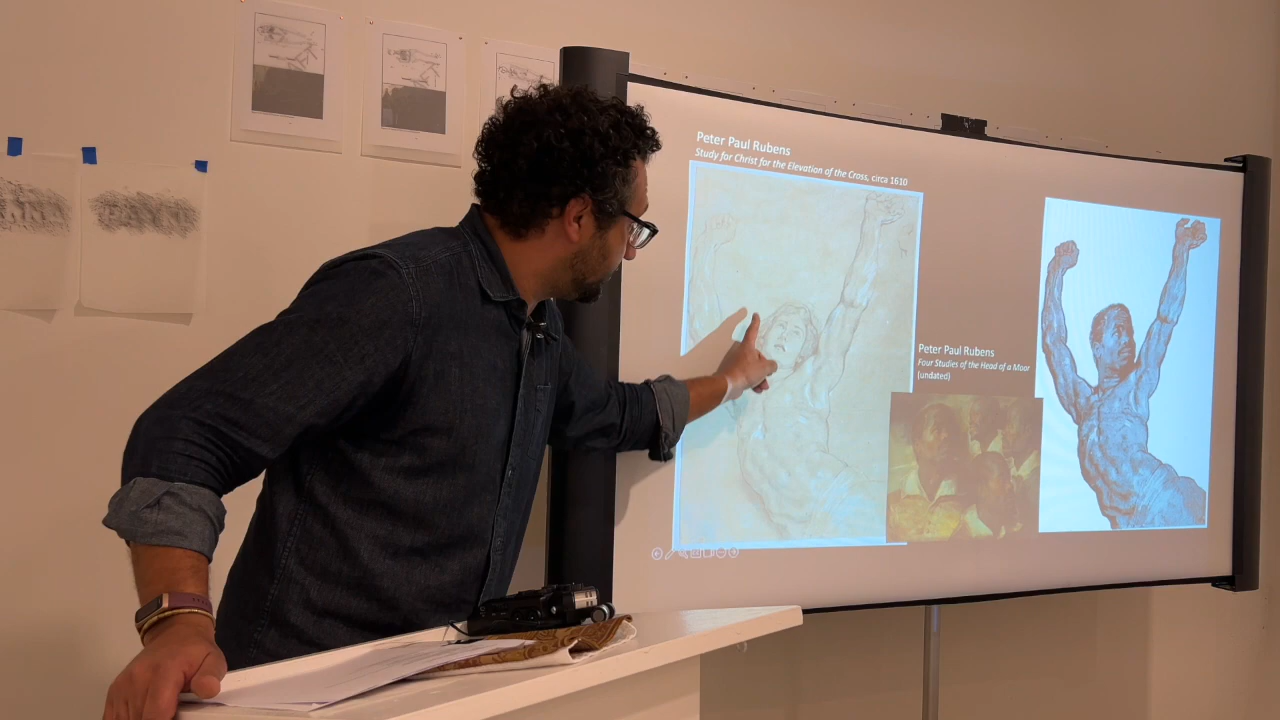 Peter Paul Rubens
Study for Christ for the Elevation of the Cross, circa 1610
Peter Paul Rubens
Four Studies of the Head of a Moor
(undated)